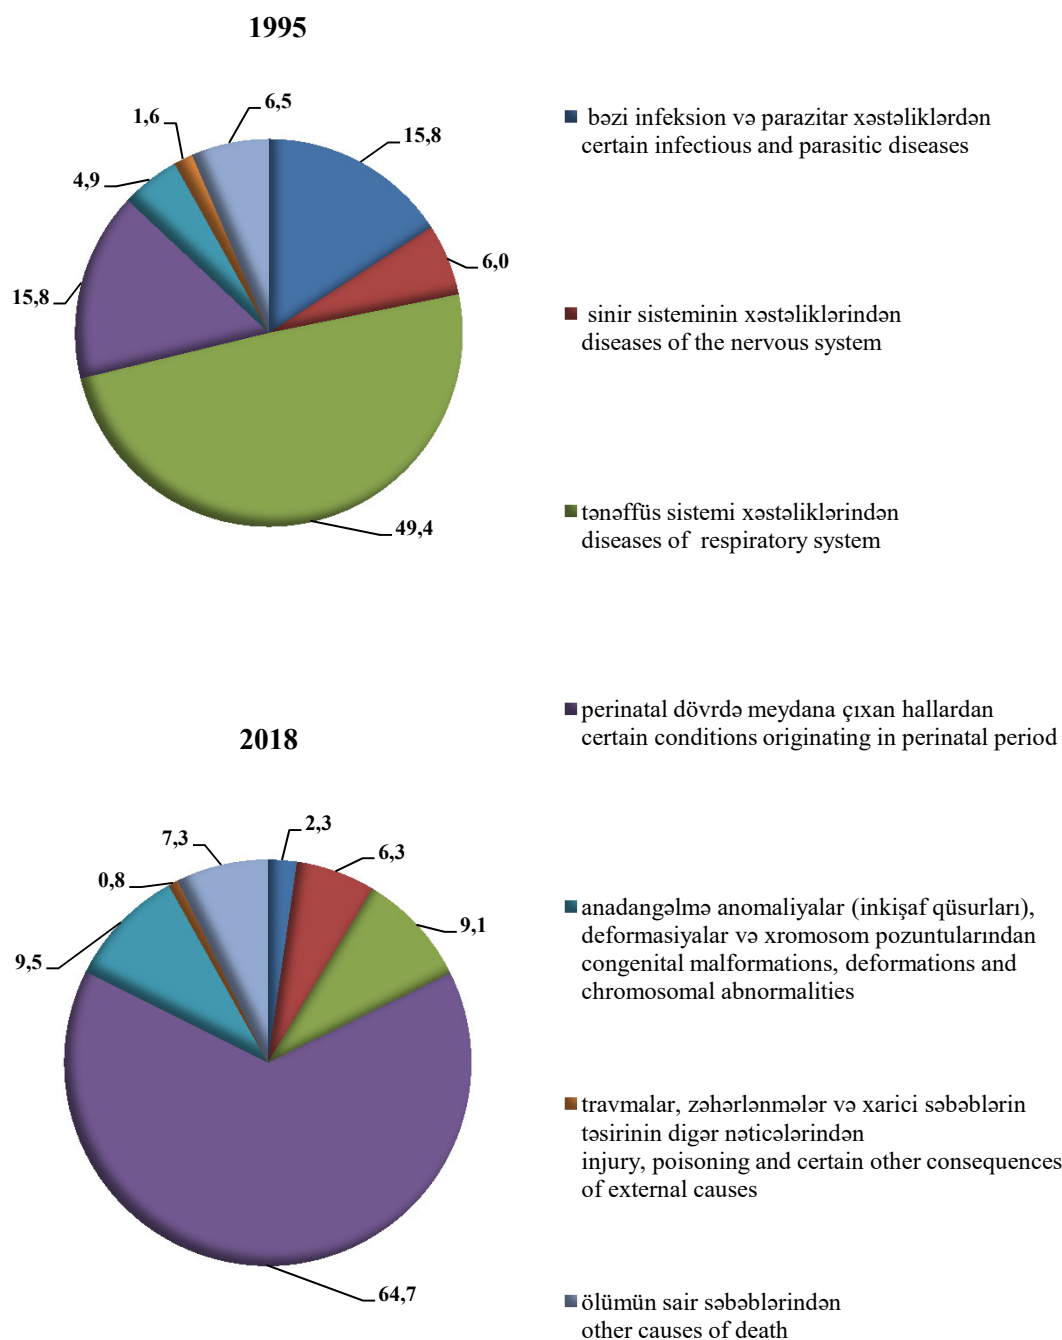 1995
6,5
1,6
15,8
4,9
6,0
15,8
49,4
bəzi infeksion və parazitar xəstəliklərdən
certain infectious and parasitic diseases
sinir sisteminin xəstəliklərindən
diseases of the nervous system
tənəffüs sistemi xəstəliklərindən
diseases of respiratory system
perinatal dövrdə meydana çıxan hallardan
certain conditions originating in perinatal period
2018
2,3
7,3
6,3
0,8
9,1
9,5
64,7
anadangəlmə anomaliyalar (inkişaf qüsurları),
deformasiyalar və xromosom pozuntularından
congenital malformations, deformations and
chromosomal abnormalities
travmalar, zəhərlənmələr və xarici səbəblərin
təsirinin digər nəticələrindən
injury, poisoning and certain other consequences
of external causes
ölümün sair səbəblərindən
other causes of death